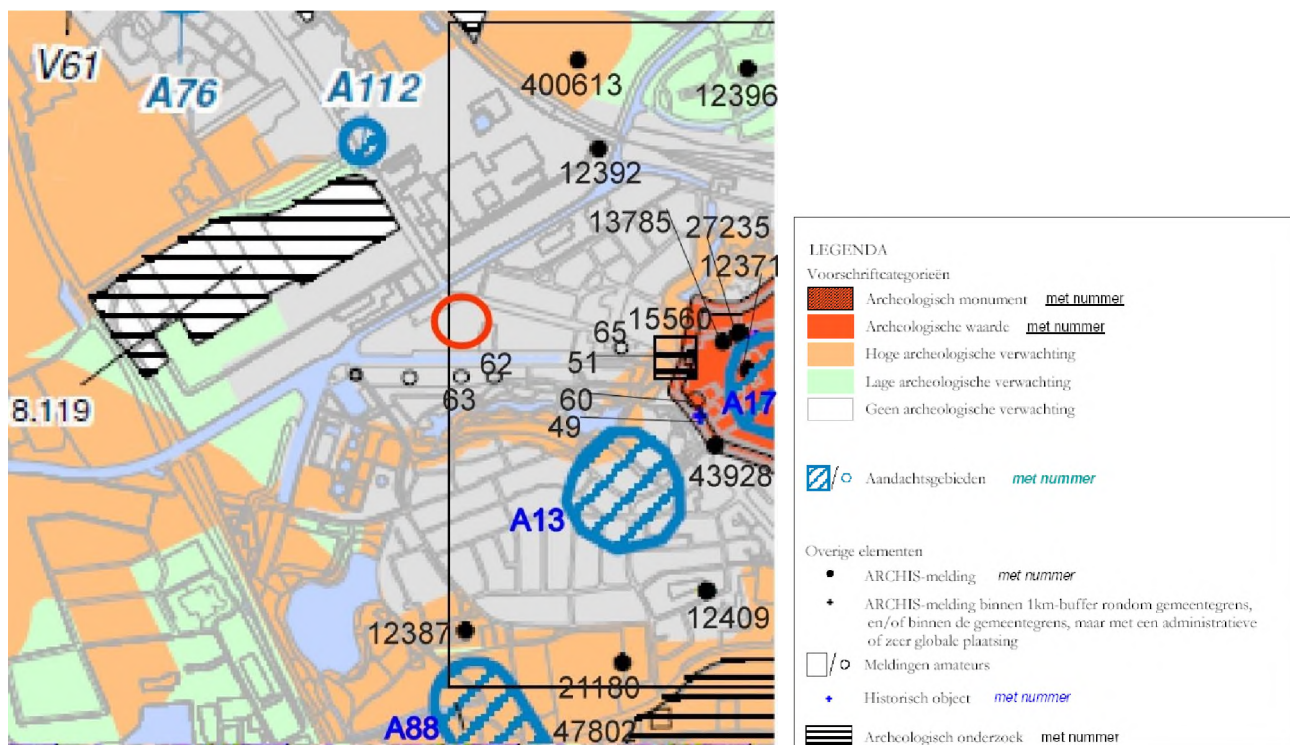 V61
A76
A112
400613
12396
12392
13785
27235
12371
15560
65
51
62
63
60
49
A17
8.119
43928
A13
12409
12387
21180
A88
47802
LEGENDA
Voorschriftcategorieën
Archeologisch monument met nummer
Archeologische waarde met nummer
Hoge archeologische verwachting
Lage archeologische verwachting
Geen archeologische verwachting
Aandachtsgebieden met nummer
Overige elementen
ARCHIS-melding met nummer
ARCHIS-melding binnen 1km-buffer rondom gemeentegrens,
en/of binnen de gemeentegrens, maar met een administratieve
of zeer globale plaatsing
Meldingen amateurs
Historisch object met nummer
Archeologisch onderzoek met nummer